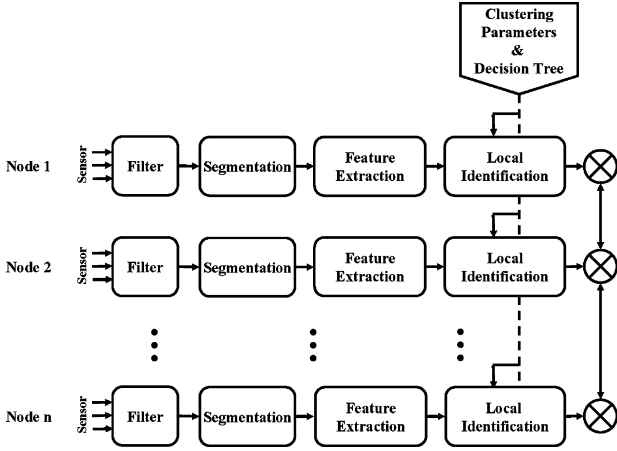 Clustering
Parameters
&
Decision Tree
Node 1
Sensor
Filter
Segmentation
Feature
Extraction
Local
Identification
Node 2
Sensor
Filter
Segmentation
Feature
Extraction
Local
Identification
Node n
Sensor
Filter
Segmentation
Feature
Extraction
Local
Identification